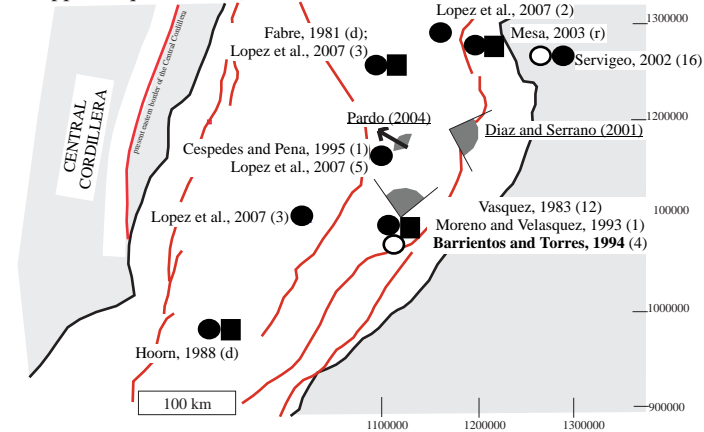 Lopez et al., 2007 (2)
1300000
Fabre, 1981 (d);
Lopez et al., 2007 (3)
Mesa, 2003 (r)
Servigeo, 2002 (16)
present eastern border of the Central Cordillera
CENTRAL
CORDILLERA
Pardo (2004)
1200000
Diaz and Serrano (2001)
Cespedes and Pena, 1995 (1)
Lopez et al., 2007 (5)
Lopez et al., 2007 (3)
Vasquez, 1983 (12)
100000
Moreno and Velasquez, 1993 (1)
Barrientos and Torres, 1994 (4)
1000000
Hoorn, 1988 (d)
100 km
900000
1100000
1200000
1300000